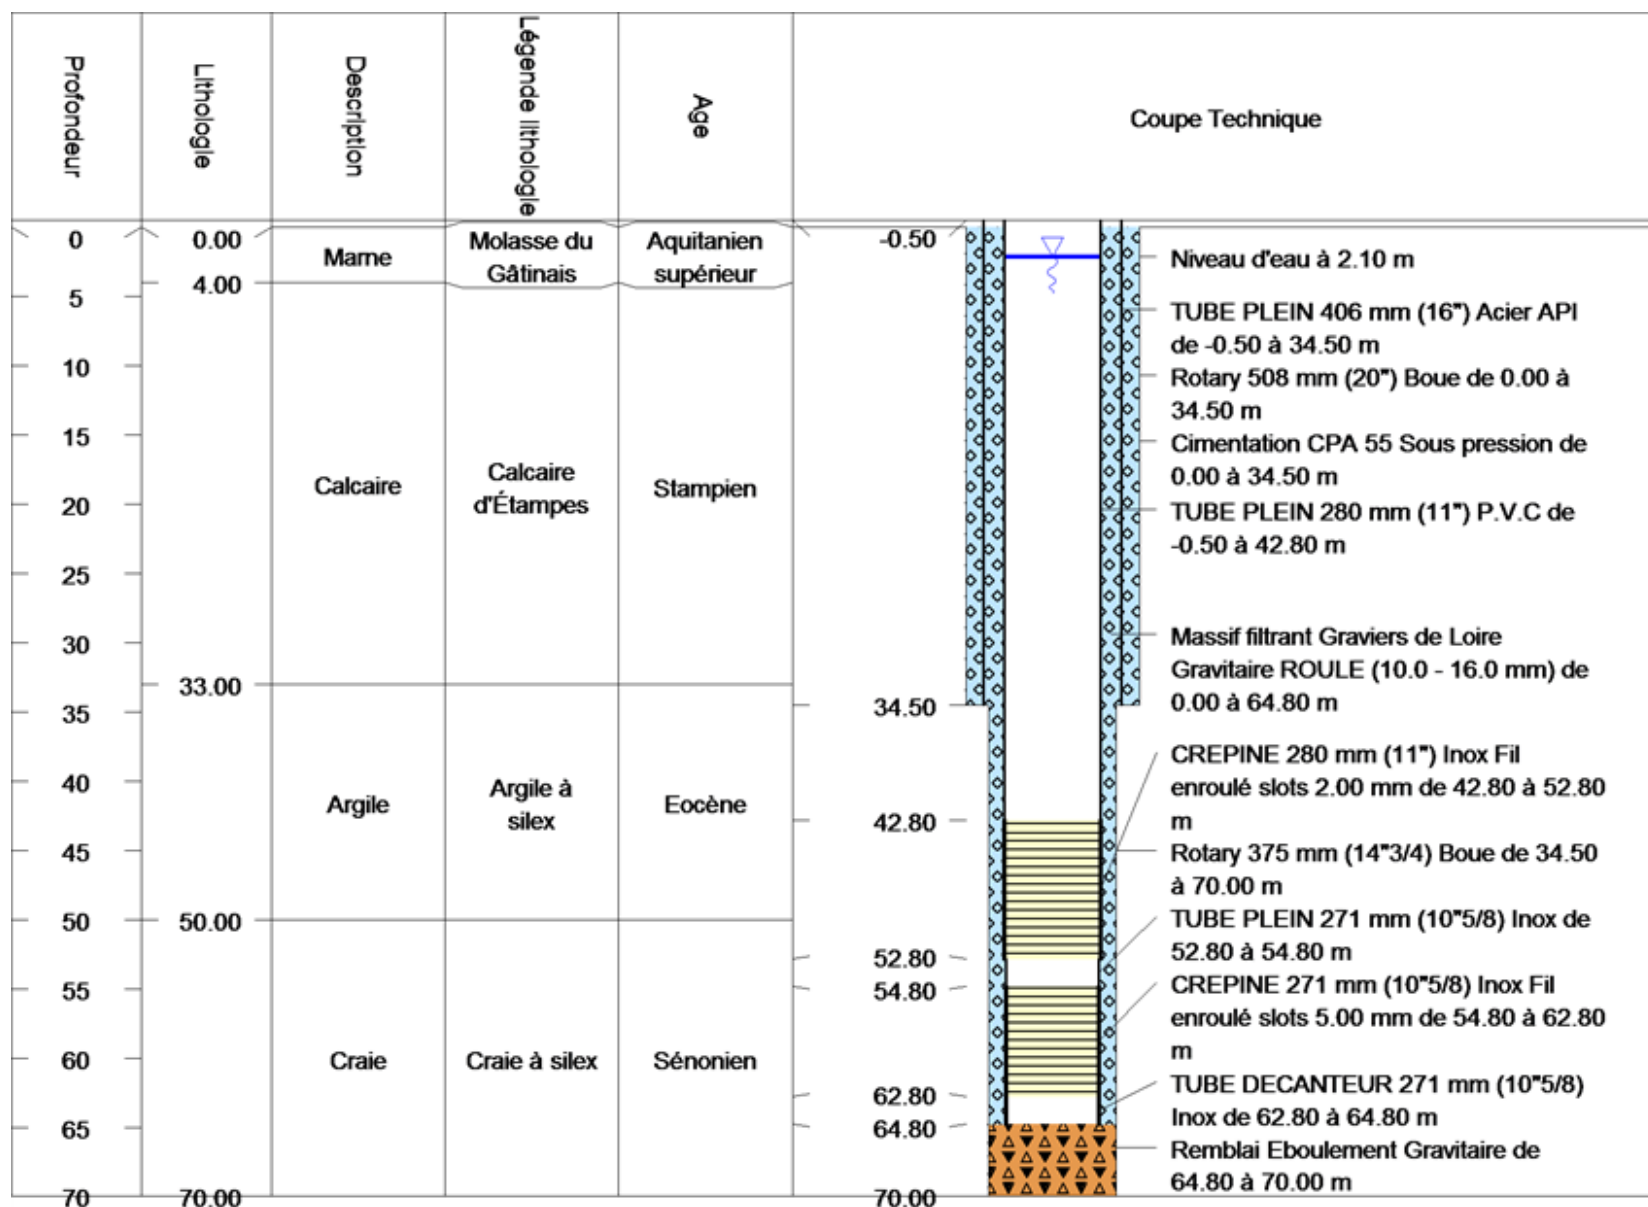 Profondeur
Lithologie
Description
Légende lithologie
Age
Coupe Technique
0
5
10
15
20
25
30
35
40
45
50
55
60
65
70
0.00
4.00
33.00
50.00
70.00
Marne
Calcaire
Argile
Craie
Molasse du
Gâtinais
Calcaire
d'Étampes
Argile à
silex
Craie à silex
Aquitanien
supérieur
Stampien
Eocène
Sénonien
-0.50
34.50
42.80
52.80
54.80
62.80
64.80
70.00
Niveau d'eau à 2.10 m
TUBE PLEIN 406 mm (16") Acier API
de -0.50 à 34.50 m
Rotary 508 mm (20") Boue de 0.00 à
34.50 m
Cimentation CPA 55 Sous pression de
0.00 à 34.50 m
TUBE PLEIN 280 mm (11") P.V.C de
-0.50 à 42.80 m
Massif filtrant Graviers de Loire
Gravitaire ROULE (10.0 - 16.0 mm) de
0.00 à 64.80 m
CREPINE 280 mm (11") Inox Fil
enroulé slots 2.00 mm de 42.80 à 52.80
m
Rotary 375 mm (14"3/4) Boue de 34.50
à 70.00 m
TUBE PLEIN 271 mm (10"5/8) Inox de
52.80 à 54.80 m
CREPINE 271 mm (10"5/8) Inox Fil
enroulé slots 5.00 mm de 54.80 à 62.80
m
TUBE DECANTEUR 271 mm (10"5/8)
Inox de 62.80 à 64.80 m
Remblai Eboulement Gravitaire de
64.80 à 70.00 m